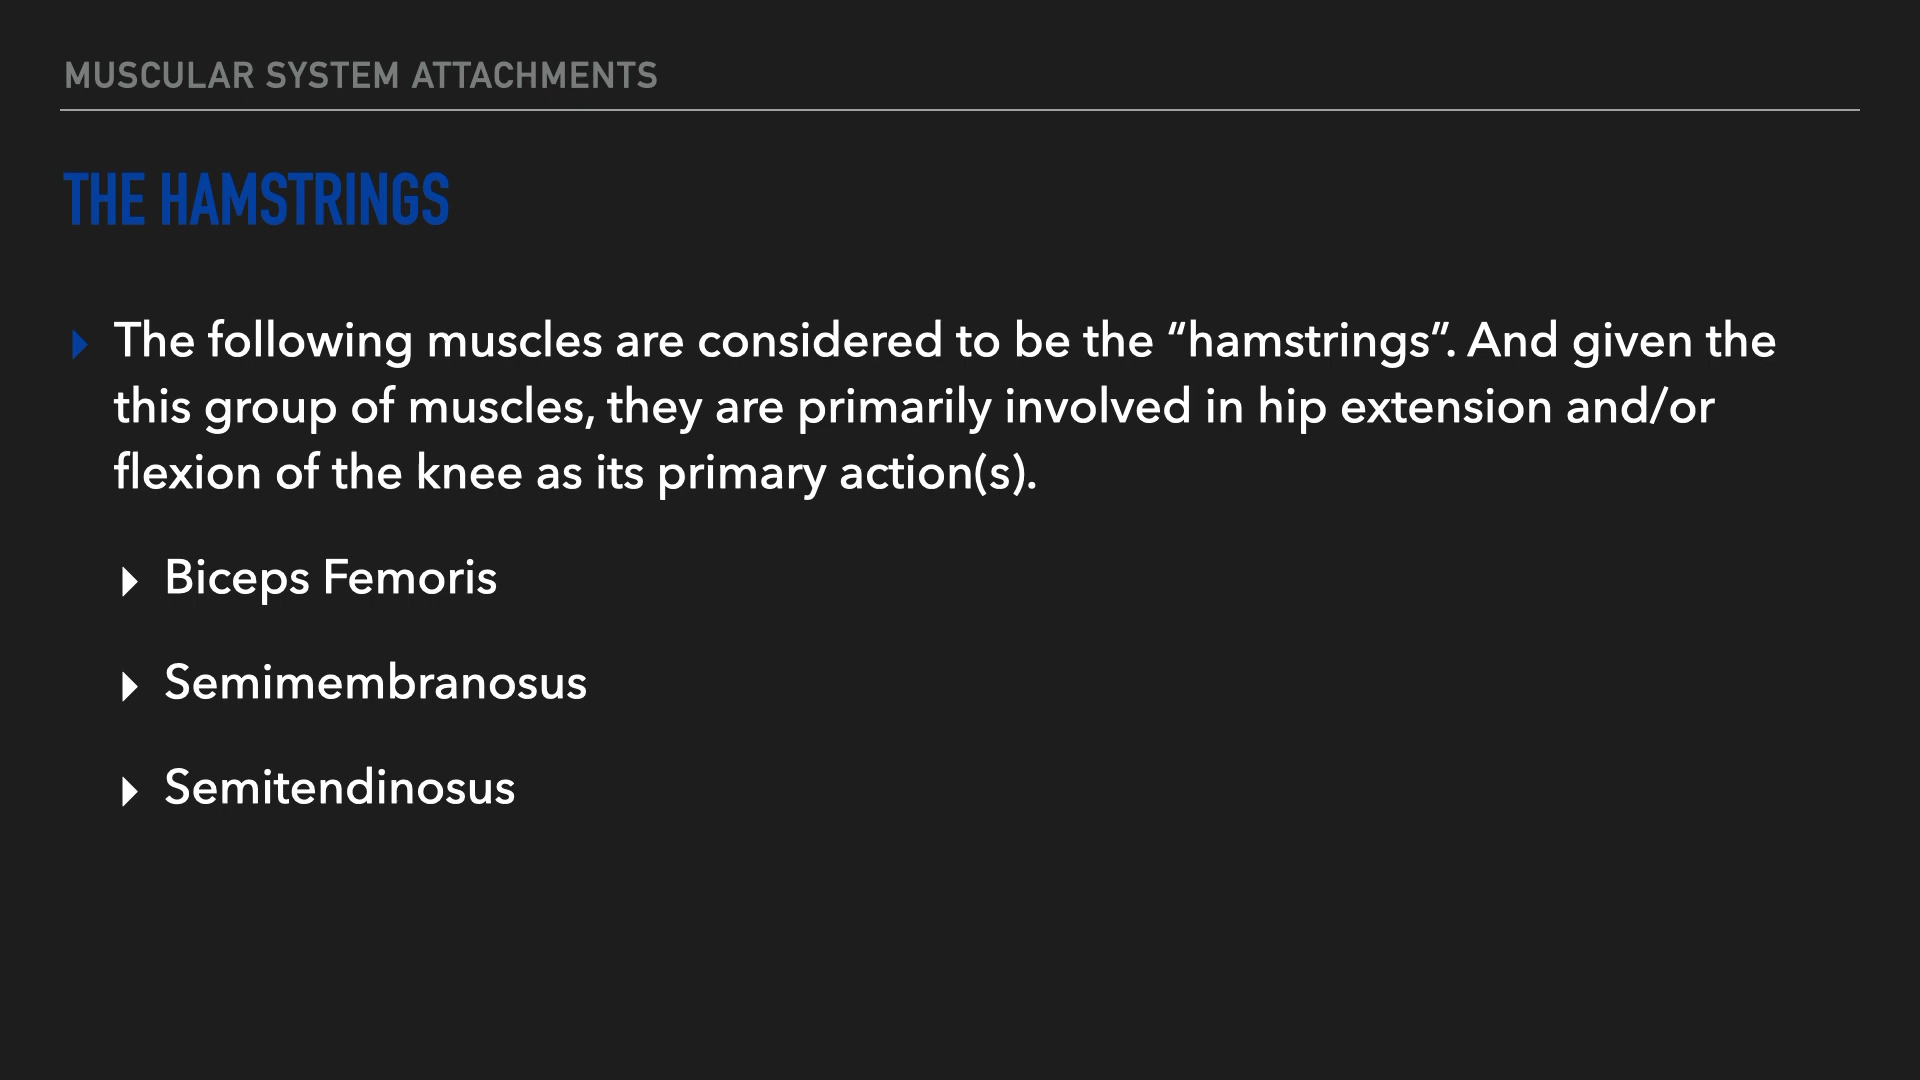 MUSCULAR SYSTEM ATTACHMENTS
THE HAMSTRINGS
The following muscles are considered to be the “hamstrings”. And given the
this group of muscles, they are primarily involved in hip extension and/or
flexion of the knee as its primary action(s).
Biceps Femoris
Semimembranosus
Semitendinosus